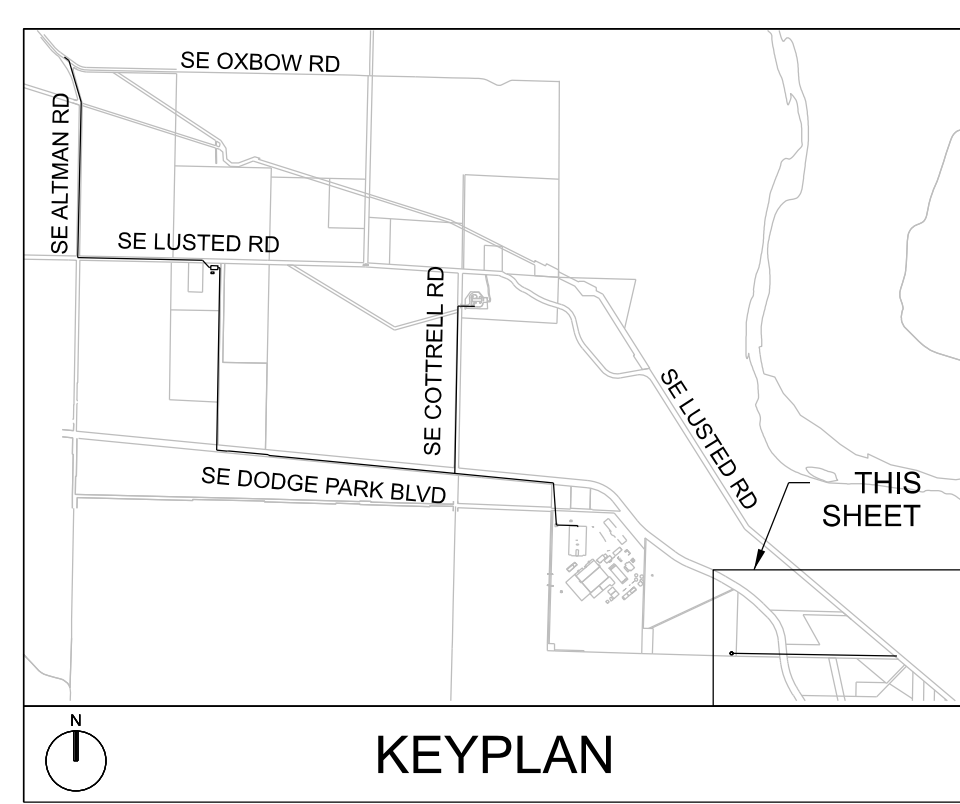 SE OXBOW RD
SE ALTMAN RD
SE LUSTED RD
SE COTTRELL RD
SE LUSTED RD
SE DODGE PARK BLVD
THIS
SHEET
N
KEYPLAN